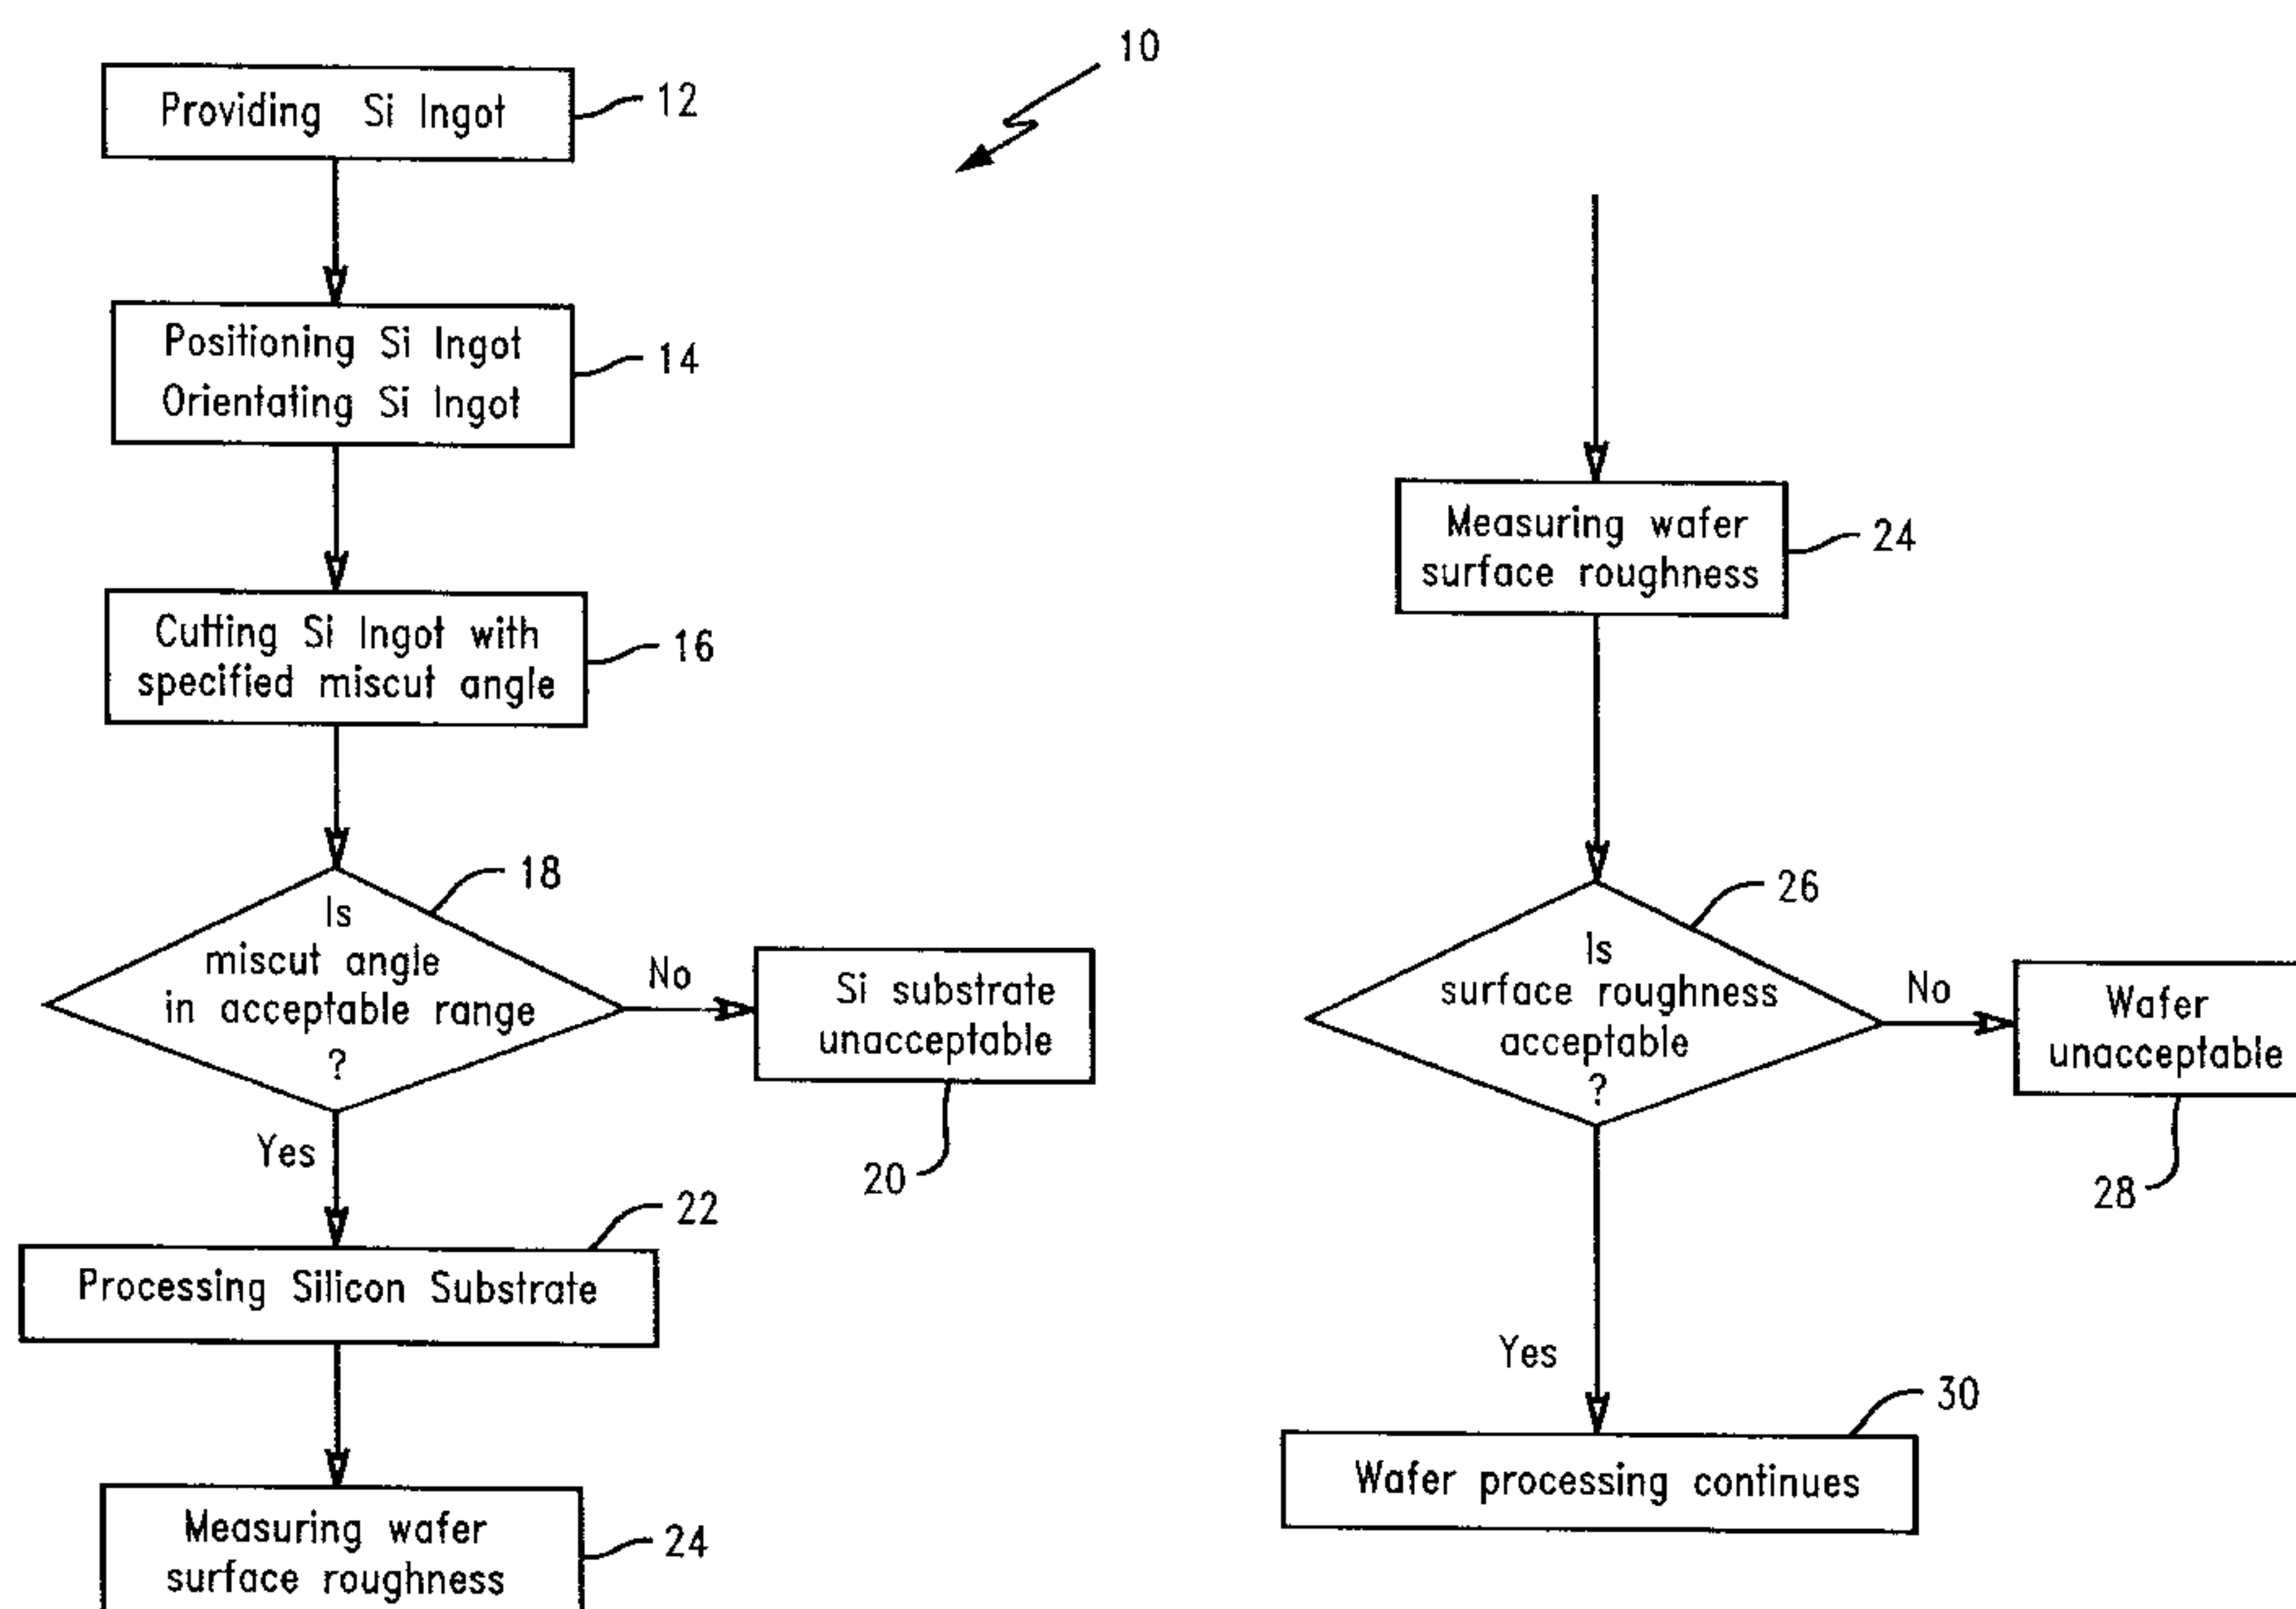 10
Providing Si Ingot
12
Positioning Si Ingot
Orientating Si Ingot
14
Cutting Si Ingot with
specified miscut angle
16
18
Is
miscut angle
in acceptable range
?
No
Si substrate
unacceptable
20
Yes
22
Processing Silicon Substrate
Measuring wafer
surface roughness
24
Measuring wafer
surface roughness
24
26
Is
surface roughness
acceptable
?
No
Wafer
unacceptable
28
Yes
30
Wafer processing continues